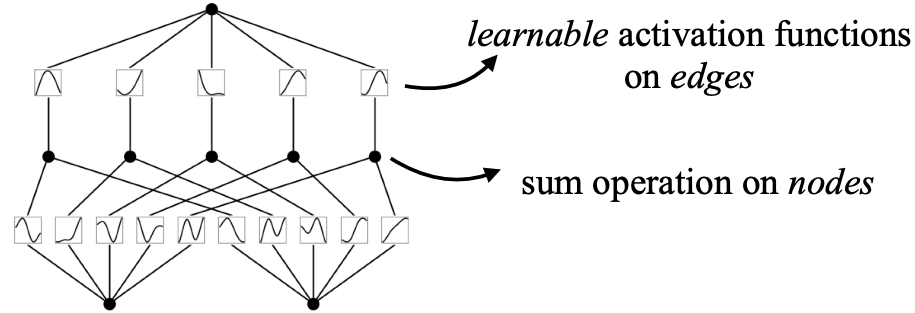 learnable activation functions
on edges
sum operation on nodes